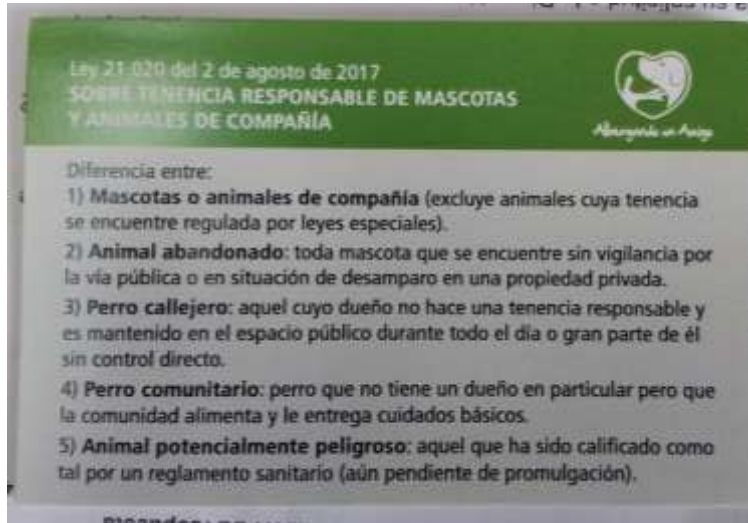 Ley 21 020 del 2 de agosto de 2017
SOBRE TENENCIA RESPONSABLE DE MASCOTAS
Y ANIMALES DE COMPAÑÍA
Diferencia entre:
1) Mascotas o animales de compañía (excluye animales cuya tenencia
se encuentre regulada por leyes especiales).
2) Animal abandonado: toda mascota que se encuentre sin vigilancia por
la vía pública o en situación de desamparo en una propiedad privada.
3) Perro callejero: aquel cuyo dueño no hace una tenencia responsable y
es mantenido en el espacio público durante todo el día o gran parte de él
sin control directo.
4) Perro comunitario: perro que no tiene un dueño en particular pero que
la comunidad alimenta y le entrega cuidados básicos.
5) Animal potencialmente peligroso: aquel que ha sido calificado como
tal por un reglamento sanitario (aún pendiente de promulgación).